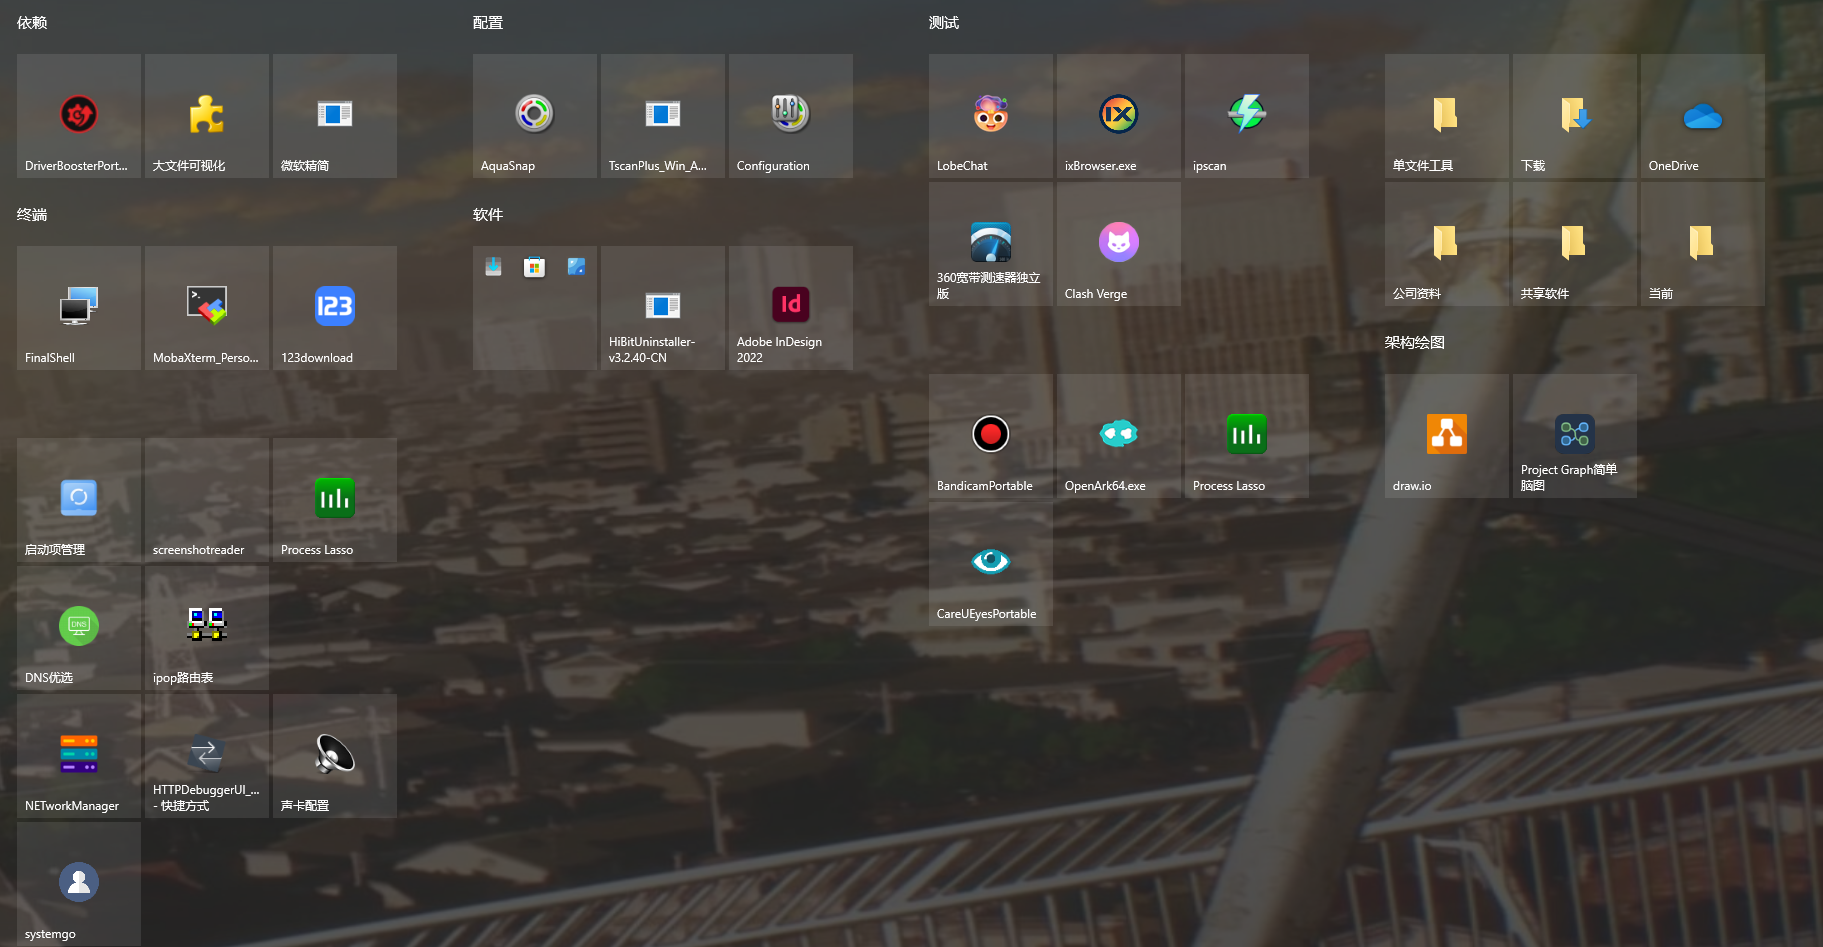 依赖
DriverBoosterPort...
大文件可视化
微软精简
终端
FinalShell
MobaXterm_Perso...
123
123download
启动项管理
screenshotreader
Process Lasso
DNS
DNS优选
ipop路由表
NETworkManager
HTTPDebuggerUI_...
- 快捷方式
声卡配置
systemgo
配置
AquaSnap
TscanPlus_Win_A...
Configuration
软件
HiBitUninstaller-
v3.2.40-CN
Id
Adobe InDesign
2022
测试
LobeChat
IX
ixBrowser.exe
ipscan
360宽带测速器独立
版
Clash Verge
BandicamPortable
OpenArk64.exe
Process Lasso
CareUEyesPortable
单文件工具
下载
OneDrive
公司资料
共享软件
当前
架构绘图
draw.io
Project Graph简单
脑图